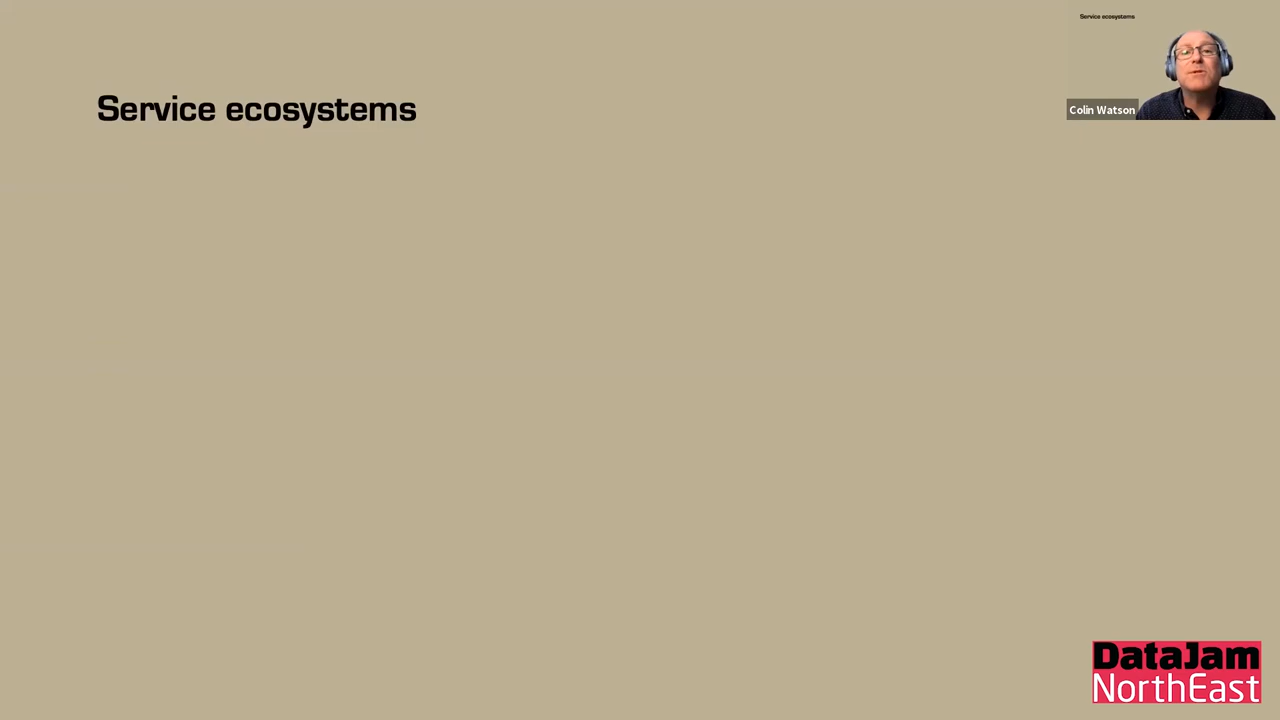 Service ecosystems
Service ecosystems
Colin Watson
DataJam
NorthEast